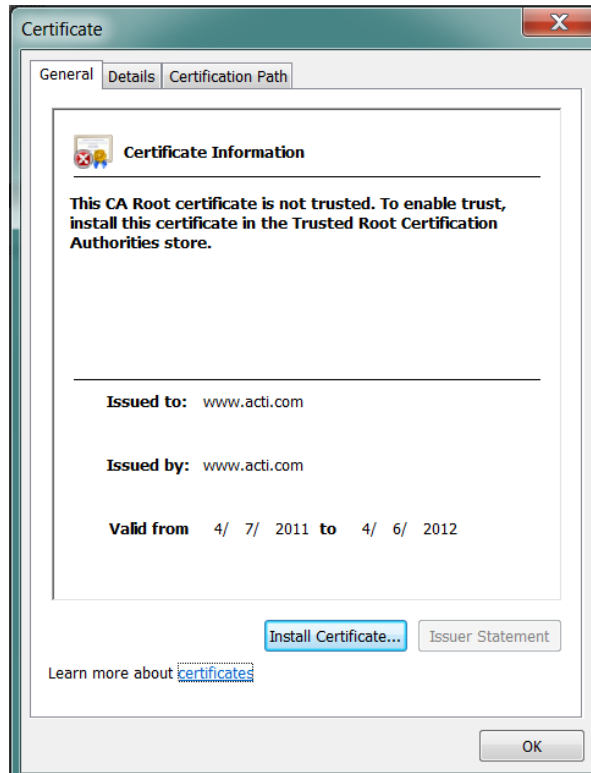 Certificate
General Details Certification Path
Certificate Information
This CA Root certificate is not trusted. To enable trust,
install this certificate in the Trusted Root Certification
Authorities store.
Issued to: www.acti.com
Issued by: www.acti.com
Valid from 4/ 7/ 2011 to 4/ 6/ 2012
Install Certificate... Issuer Statement
Learn more about certificates
OK